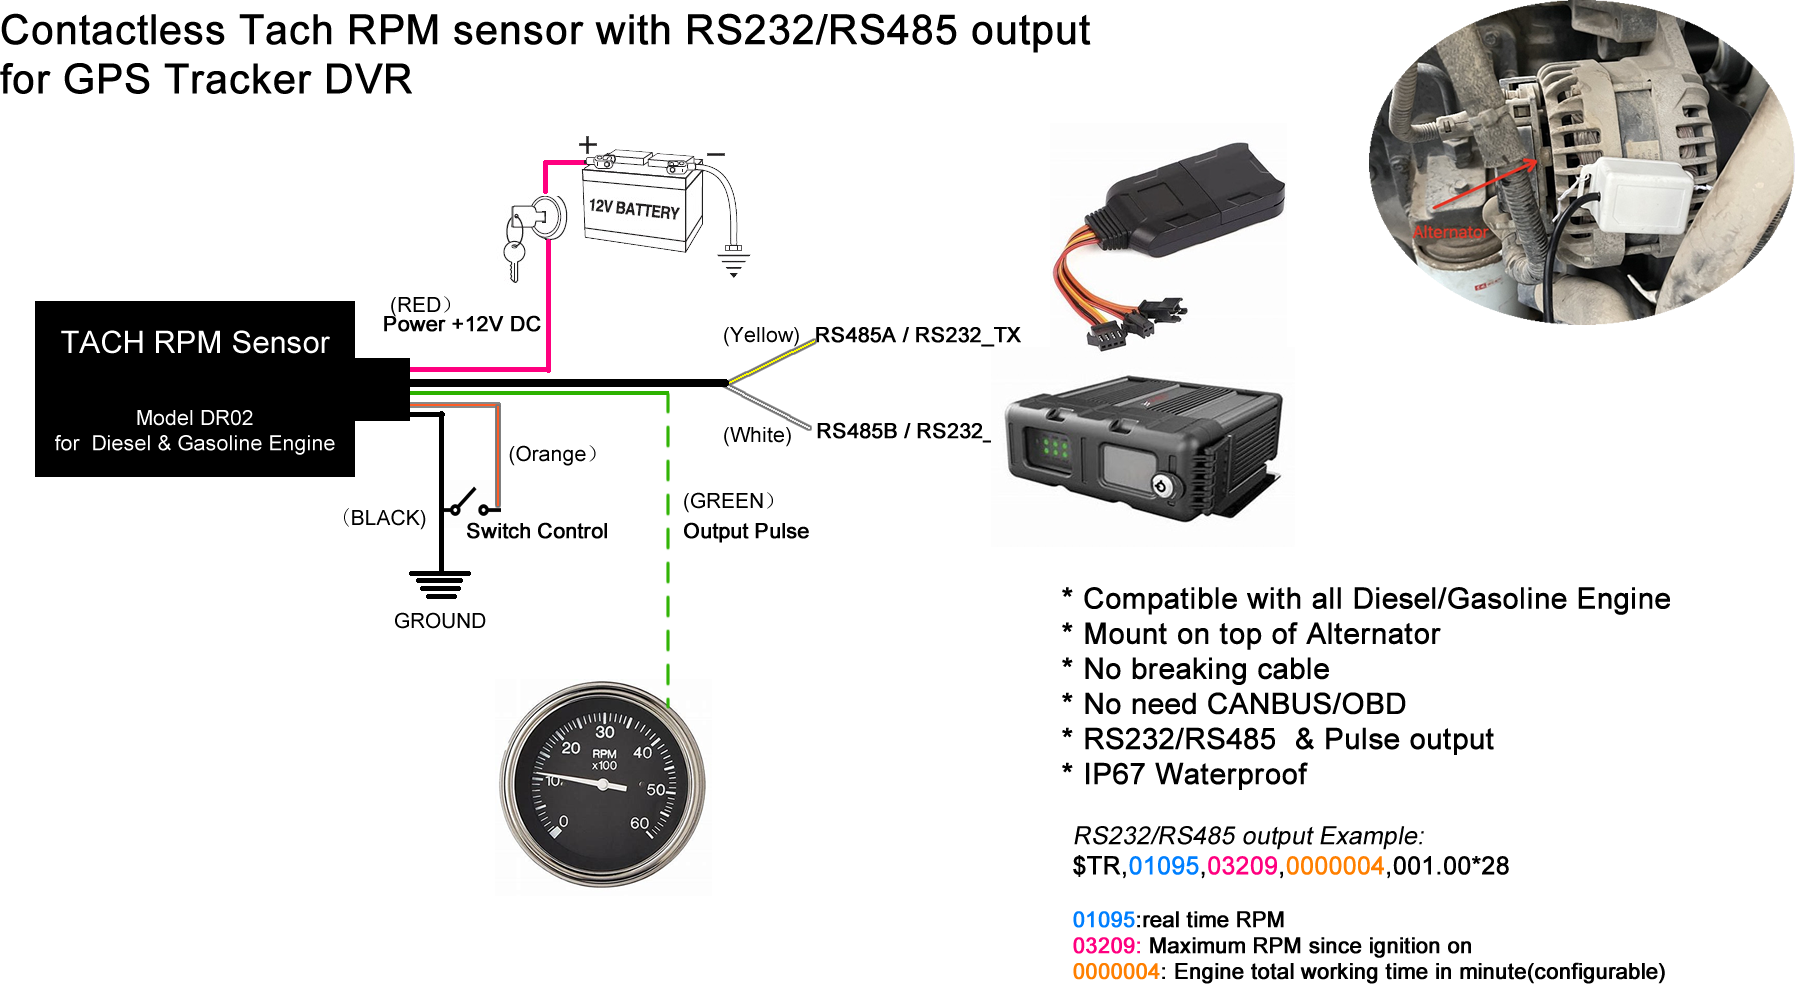 Contactless Tach RPM sensor with RS232/RS485 output
for GPS Tracker DVR
+
−
12V BATTERY
(RED）
Power +12V DC
TACH RPM Sensor
Model DR02
for Diesel & Gasoline Engine
(Yellow)
RS485A / RS232_TX
(White)
RS485B / RS232_
(Orange）
（BLACK)
Switch Control
(GREEN）
Output Pulse
GROUND
0
10
20
30
40
50
60
RPM
x100
Alternator
* Compatible with all Diesel/Gasoline Engine
* Mount on top of Alternator
* No breaking cable
* No need CANBUS/OBD
* RS232/RS485 & Pulse output
* IP67 Waterproof
RS232/RS485 output Example:
$TR,01095,03209,0000004,001.00*28
01095:real time RPM
03209: Maximum RPM since ignition on
0000004: Engine total working time in minute(configurable)